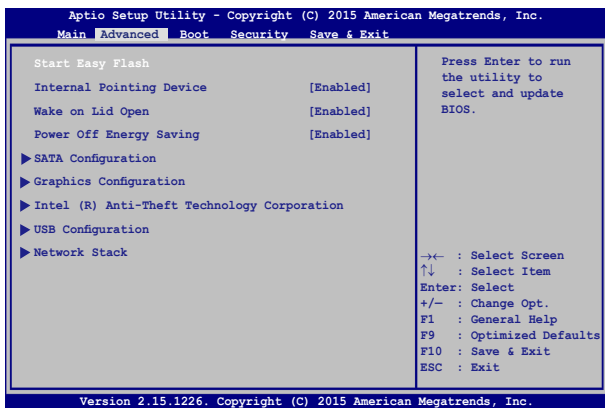 Aptio Setup Utility - Copyright (C) 2015 American Megatrends, Inc.
Main Advanced Boot Security Save & Exit
Start Easy Flash
Internal Pointing Device [Enabled]
Wake on Lid Open [Enabled]
Power Off Energy Saving [Enabled]
SATA Configuration
Graphics Configuration
Intel (R) Anti-Theft Technology Corporation
USB Configuration
Network Stack
Press Enter to run
the utility to
select and update
BIOS.
→← : Select Screen
↑↓ : Select Item
Enter: Select
+/— : Change Opt.
F1 : General Help
F9 : Optimized Defaults
F10 : Save & Exit
ESC : Exit
Version 2.15.1226. Copyright (C) 2015 American Megatrends, Inc.